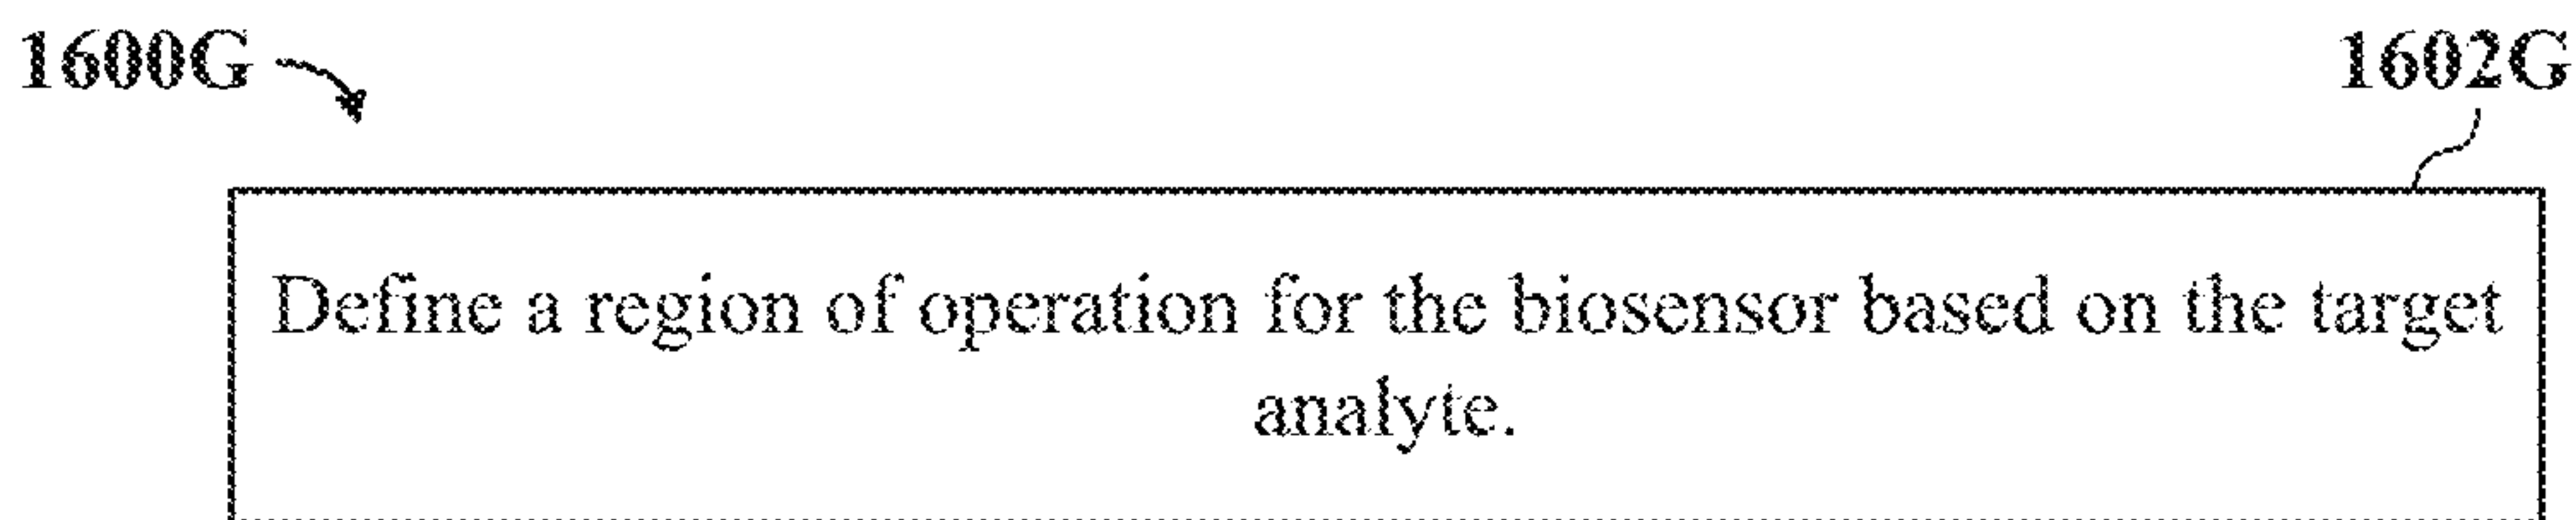 1600G
1602G
Define a region of operation for the biosensor based on the target
analyte.